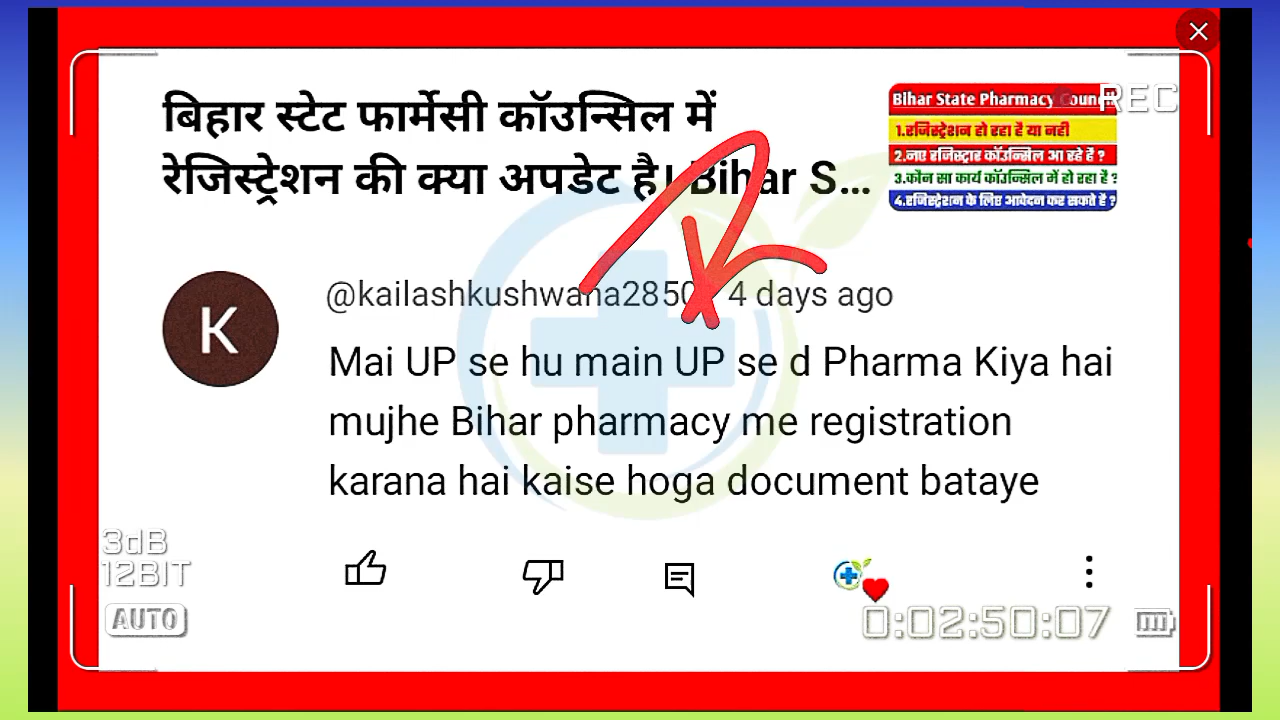 बिहार स्टेट फार्मेसी कॉउन्सिल में
रेजिस्ट्रेशन की क्या अपडेट है। Bihar S...
Bihar State Pharmacy Council
1.रजिस्ट्रेशन हो रहा है या नही
2.नए रजिस्ट्रार कॉउन्सिल आ रहे हैं ?
3.कौन सा कार्य कॉउन्सिल में हो रहा है ?
4.रजिस्ट्रेशन के लिए आवेदन कर सकते है ?
REC
K
@kailashkushwaha2850 4 days ago
Mai UP se hu main UP se d Pharma Kiya hai
mujhe Bihar pharmacy me registration
karana hai kaise hoga document bataye
3dB
12BIT
AUTO
0:02:50:07